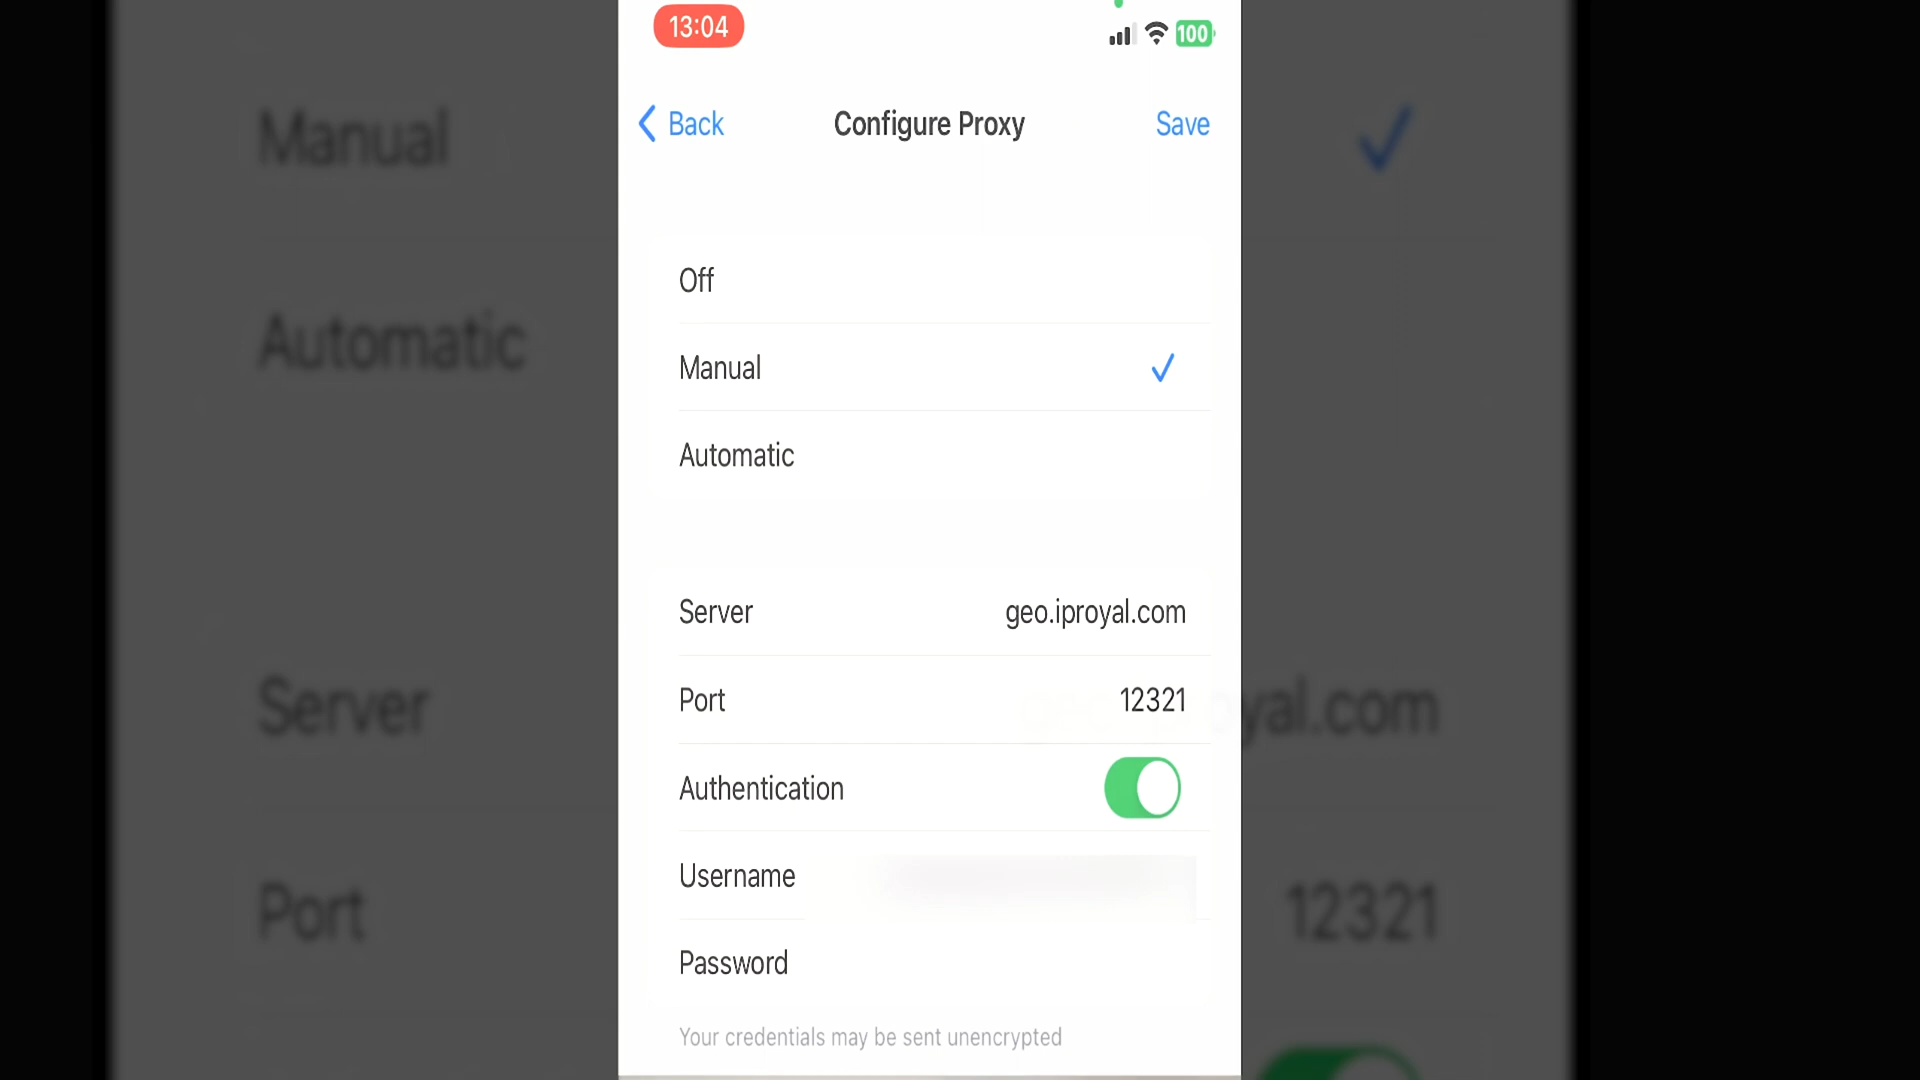 13:04
100
Back
Configure Proxy
Save
Off
Manual
Automatic
Server
geo.iproyal.com
Port
12321
Authentication
Username
Password
Your credentials may be sent unencrypted
Manual
Automatic
Server
yal.com
Port
12321